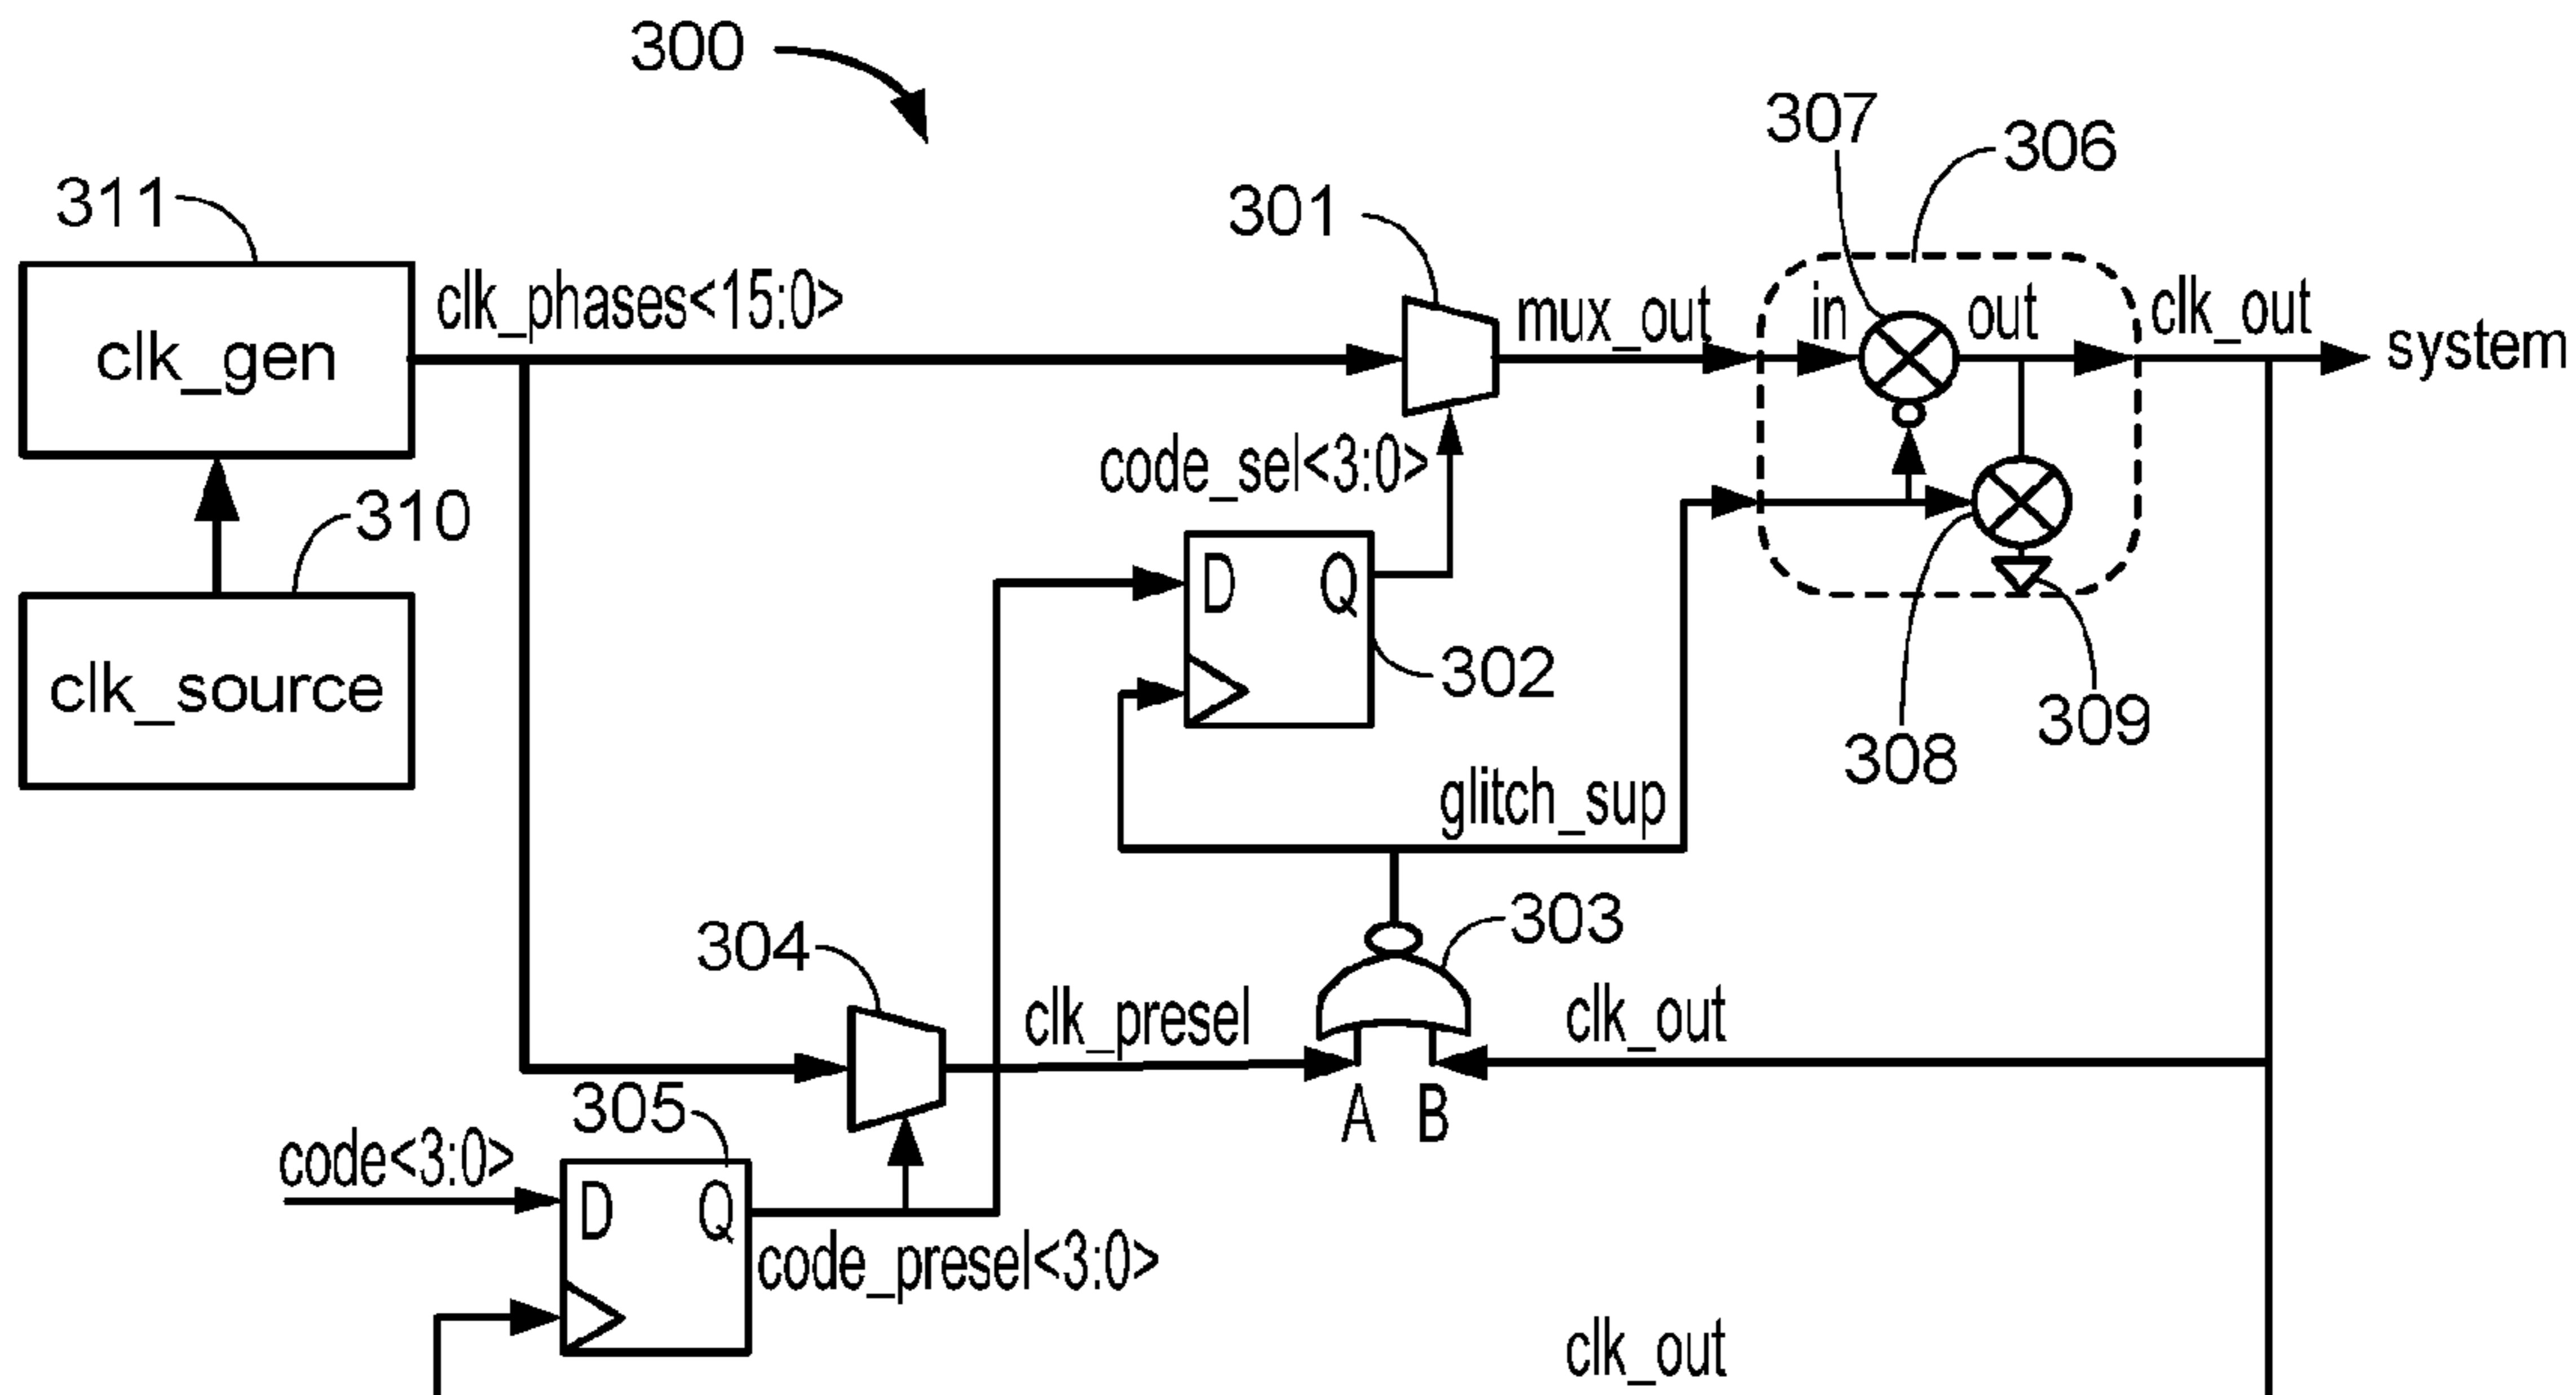 300
307
306
311
301
clk_phases<15:0>
mux_out
in
out
clk_out
system
clk_gen
code_sel<3:0>
310
D
Q
clk_source
302
309
308
glitch_sup
303
304
clk_presel
clk_out
305
A
B
code<3:0>
D
Q
code_presel<3:0>
clk_out